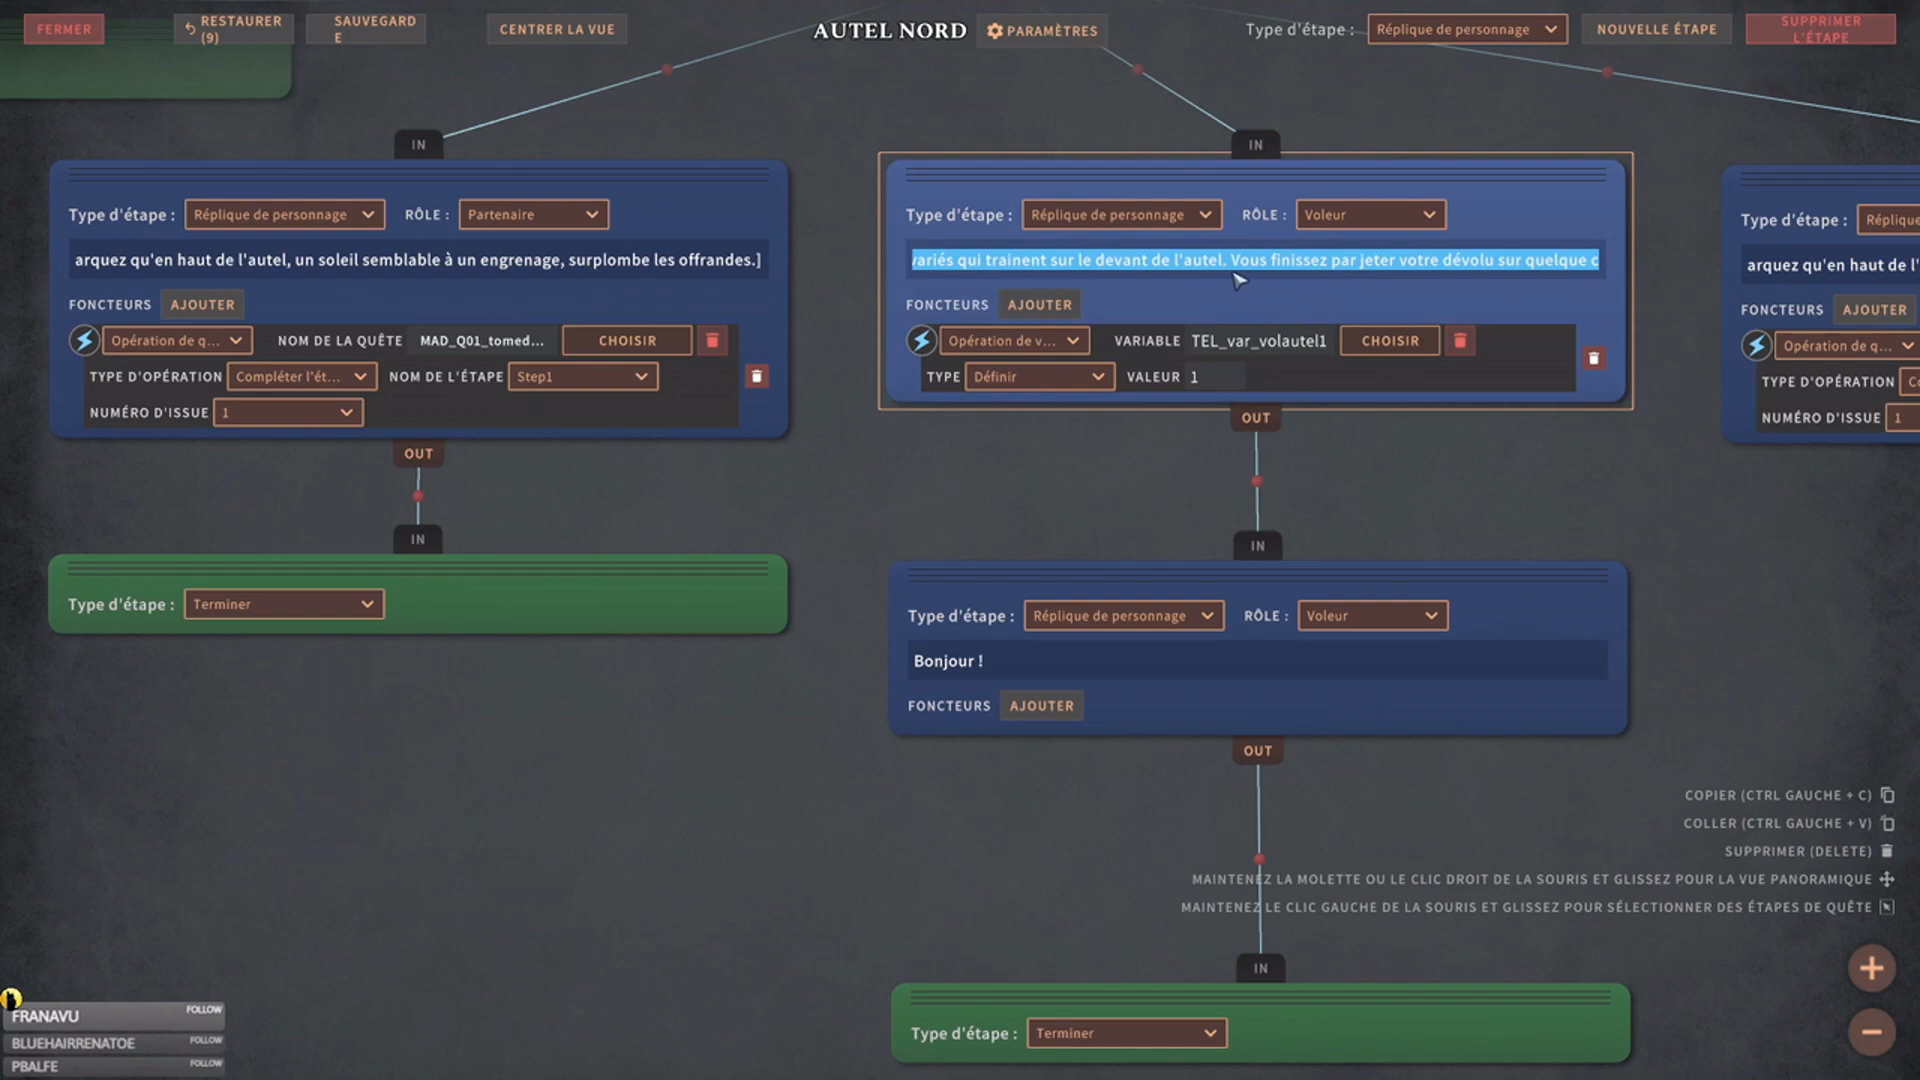 FERMER
RESTAURER
(9)
SAUVEGARD
E
CENTRER LA VUE
AUTEL NORD
PARAMÈTRES
Type d'étape :
Réplique de personnage
NOUVELLE ÉTAPE
SUPPRIMER
L'ÉTAPE
IN
Type d'étape :
Réplique de personnage
RÔLE :
Partenaire
arquez qu'en haut de l'autel, un soleil semblable à un engrenage, surplombe les offrandes.]
FONCTEURS
AJOUTER
Opération de q...
NOM DE LA QUÊTE
MAD_Q01_tomed...
CHOISIR
TYPE D'OPÉRATION
Compléter l'ét...
NOM DE L'ÉTAPE
Step1
NUMÉRO D'ISSUE
1
OUT
IN
Type d'étape :
Terminer
IN
Type d'étape :
Réplique de personnage
RÔLE :
Voleur
variés qui trainent sur le devant de l'autel. Vous finissez par jeter votre dévolu sur quelque c
FONCTEURS
AJOUTER
Opération de v...
VARIABLE
TEL_var_volautel1
CHOISIR
TYPE
Définir
VALEUR
1
OUT
IN
Type d'étape :
Réplique de personnage
RÔLE :
Voleur
Bonjour !
FONCTEURS
AJOUTER
OUT
IN
Type d'étape :
Terminer
Type d'étape :
Réplique
arquez qu'en haut de l'
FONCTEURS
AJOUTER
Opération de q...
TYPE D'OPÉRATION
Co
NUMÉRO D'ISSUE
1
COPIER (CTRL GAUCHE + C)
COLLER (CTRL GAUCHE + V)
SUPPRIMER (DELETE)
MAINTENEZ LA MOLETTE OU LE CLIC DROIT DE LA SOURIS ET GLISSEZ POUR LA VUE PANORAMIQUE
MAINTENEZ LE CLIC GAUCHE DE LA SOURIS ET GLISSEZ POUR SÉLECTIONNER DES ÉTAPES DE QUÊTE
FRANAVU
FOLLOW
BLUEHAIRRENATOE
FOLLOW
PBALFE
FOLLOW